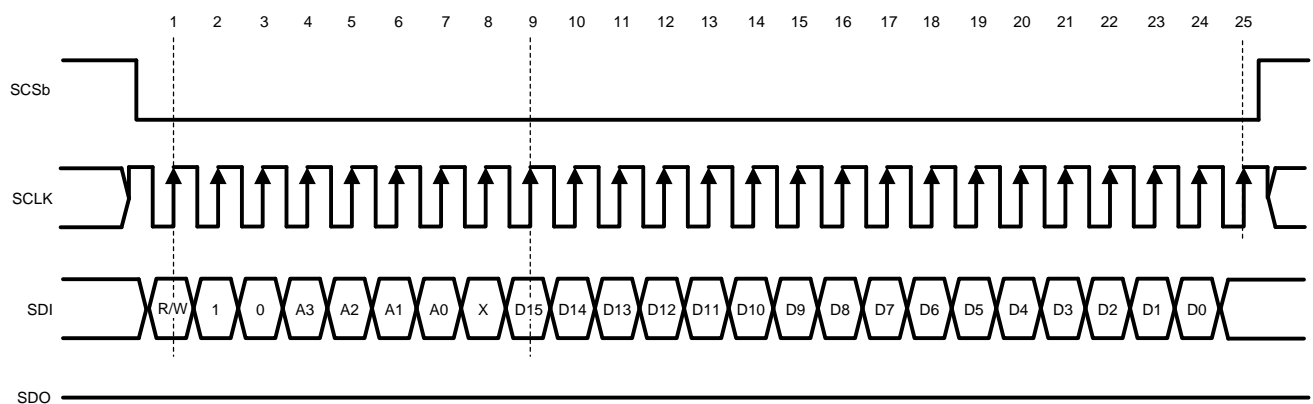 1 2 3 4 5 6 7 8 9 10 11 12 13 14 15 16 17 18 19 20 21 22 23 24 25
SCSb
SCLK
SDI R/W 1 0 A3 A2 A1 A0 X D15 D14 D13 D12 D11 D10 D9 D8 D7 D6 D5 D4 D3 D2 D1 D0
SDO